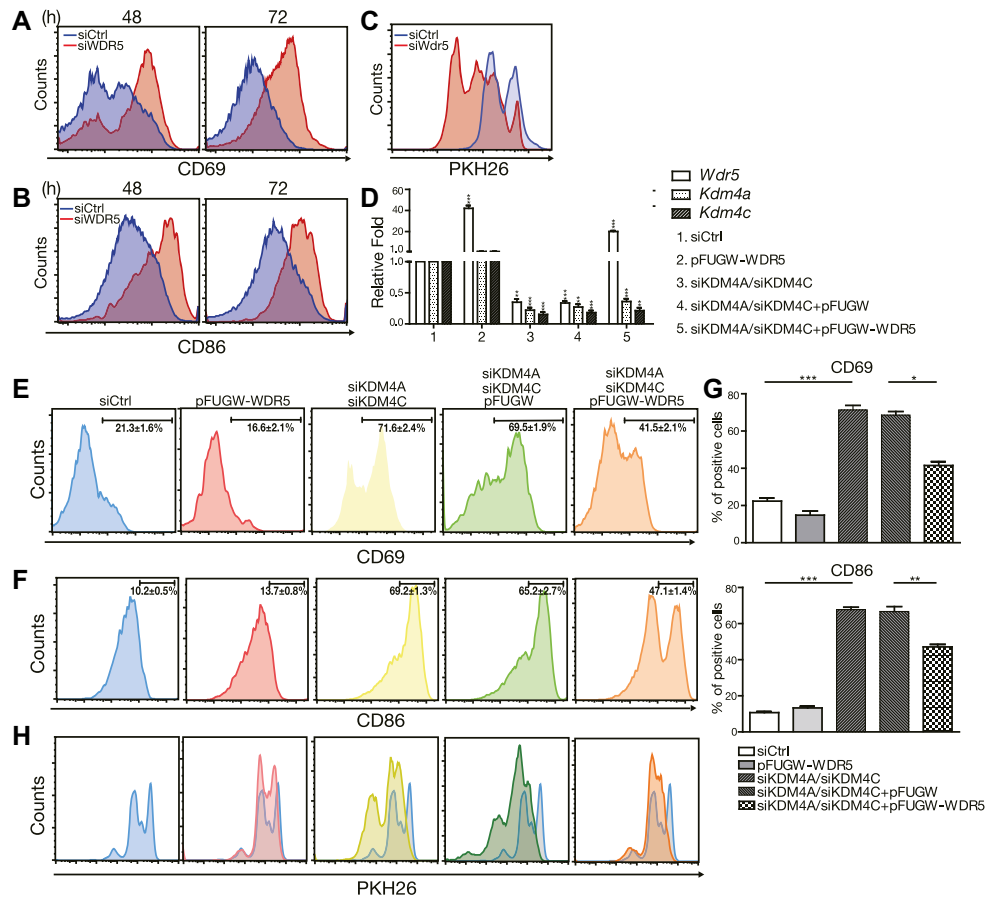 A (h) 48 72
siCtrl
siWDR5
Counts
CD69
B (h) 48 72
siCtrl
siWDR5
Counts
CD86
C
siCtrl
siWdr5
Counts
PKH26
D
Relative Fold
60
40
20
1.0
1.0
0.5
0.0
1 2 3 4 5
Wdr5
Kdm4a
Kdm4c
1. siCtrl
2. pFUGW-WDR5
3. siKDM4A/siKDM4C
4. siKDM4A/siKDM4C+pFUGW
5. siKDM4A/siKDM4C+pFUGW-WDR5
E
siCtrl
pFUGW-WDR5
siKDM4A
siKDM4C
siKDM4A
siKDM4C
pFUGW
siKDM4A
siKDM4C
pFUGW-WDR5
21.3±1.6% 16.6±2.1% 71.6±2.4% 69.5±1.9% 41.5±2.1%
Counts
CD69
F
10.2±0.5% 13.7±0.8% 69.2±1.3% 65.2±2.7% 47.1±1.4%
Counts
CD86
G
CD69
*** *
% of positive cells
80
60
40
20
0
CD86
*** **
% of positive cells
80
60
40
20
0
siCtrl
pFUGW-WDR5
siKDM4A/siKDM4C
siKDM4A/siKDM4C+pFUGW
siKDM4A/siKDM4C+pFUGW-WDR5
H
Counts
PKH26